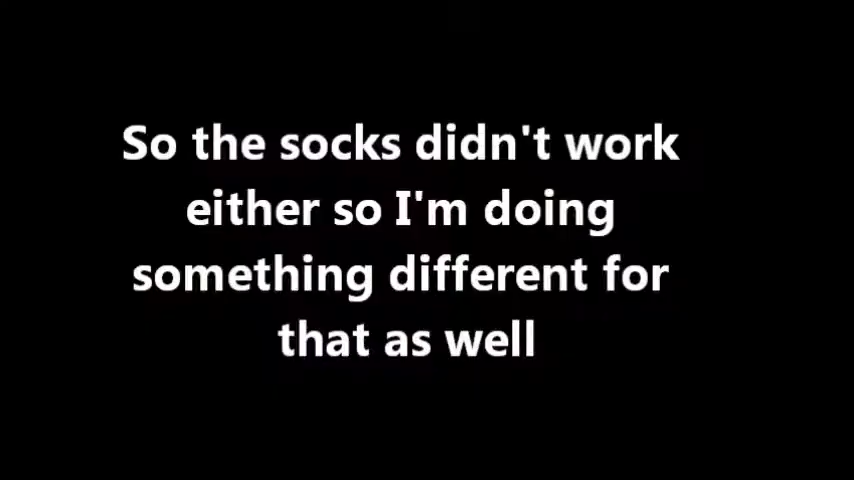 So the socks didn't work
either so I'm doing
something different for
that as well